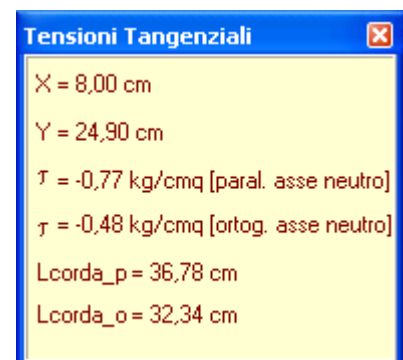 Tensioni Tangenziali
X = 8,00 cm
Y = 24,90 cm
τ = -0,77 kg/cmq [paral. asse neutro]
τ = -0,48 kg/cmq [ortog. asse neutro]
Lcorda_p = 36,78 cm
Lcorda_o = 32,34 cm